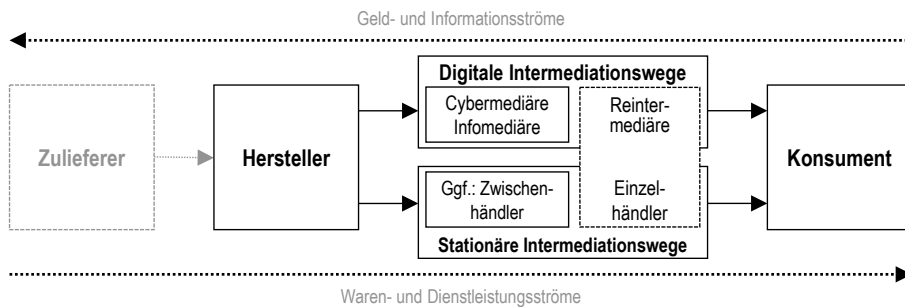 Geld- und Informationsströme
Digitale Intermediationswege
Cybermediäre
Infomediäre
Reinter-
mediäre
Zulieferer
Hersteller
Konsument
Ggf.: Zwischen-
händler
Einzel-
händler
Stationäre Intermediationswege
Waren- und Dienstleistungsströme